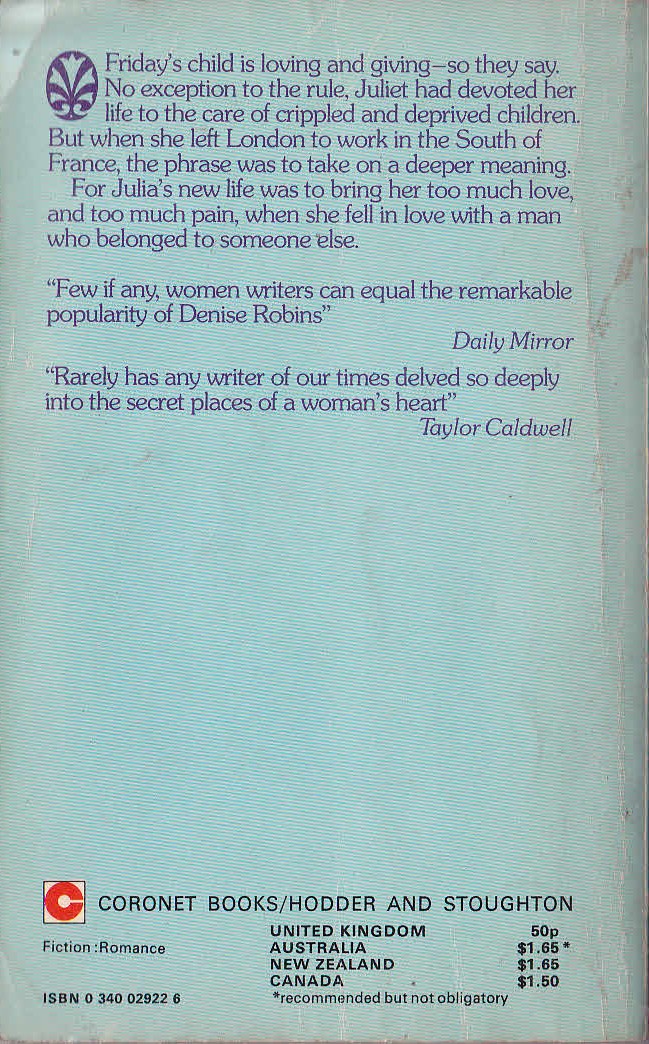 Friday's child is loving and giving—so they say.
No exception to the rule, Juliet had devoted her
life to the care of crippled and deprived children.
But when she left London to work in the South of
France, the phrase was to take on a deeper meaning.
For Julia's new life was to bring her too much love,
and too much pain, when she fell in love with a man
who belonged to someone else.
“Few if any, women writers can equal the remarkable
popularity of Denise Robins”
Daily Mirror
“Rarely has any writer of our times delved so deeply
into the secret places of a woman's heart”
Taylor Caldwell
CORONET BOOKS/HODDER AND STOUGHTON
UNITED KINGDOM 50p
Fiction :Romance AUSTRALIA $1.65 *
NEW ZEALAND $1.65
CANADA $1.50
ISBN 0 340 02922 6 *recommended but not obligatory